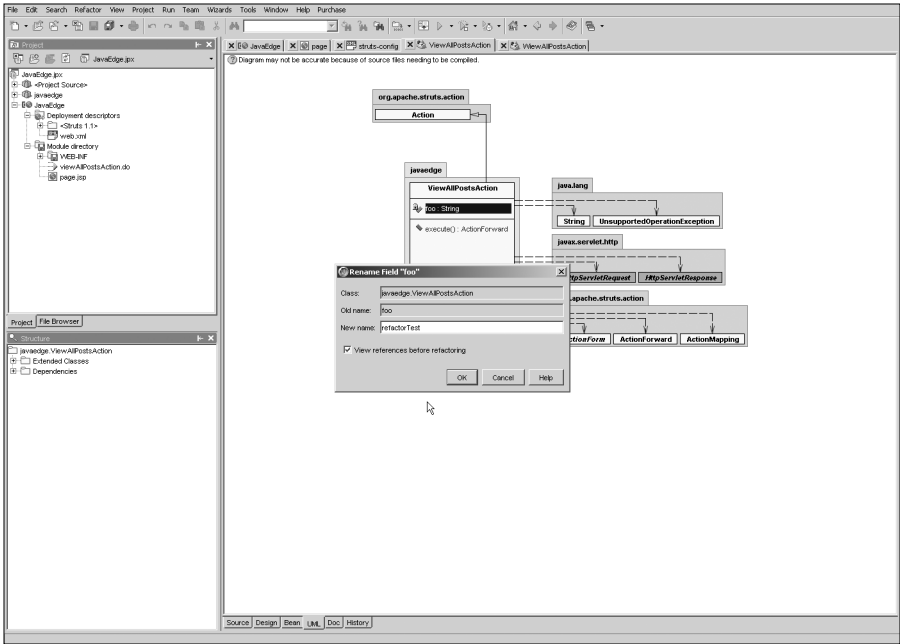 File Edit Search Refactor View Project Run Team Wizards Tools Window Help Purchase
Project
JavaEdge.jpx
JavaEdge.jpx
<Project Source>
javaedge
JavaEdge
Deployment descriptors
<Struts 1.1>
web.xml
Module directory
WEB-INF
viewAllPostsAction.do
page.jsp
Project File Browser
Structure
javaedge.ViewAllPostsAction
Extended Classes
Dependencies
JavaEdge page struts-config ViewAllPostsAction ViewAllPostsAction
Diagram may not be accurate because of source files needing to be compiled.
org.apache.struts.action
Action
javaedge
ViewAllPostsAction
foo : String
execute() : ActionForward
java.lang
String UnsupportedOperationException
javax.servlet.http
ttpServletRequest HttpServletResponse
.apache.struts.action
ctionForm ActionForward ActionMapping
Rename Field "foo"
Class: javaedge.ViewAllPostsAction
Old name: foo
New name: refactorTest
View references before refactoring
OK Cancel Help
Source Design Bean UML Doc History